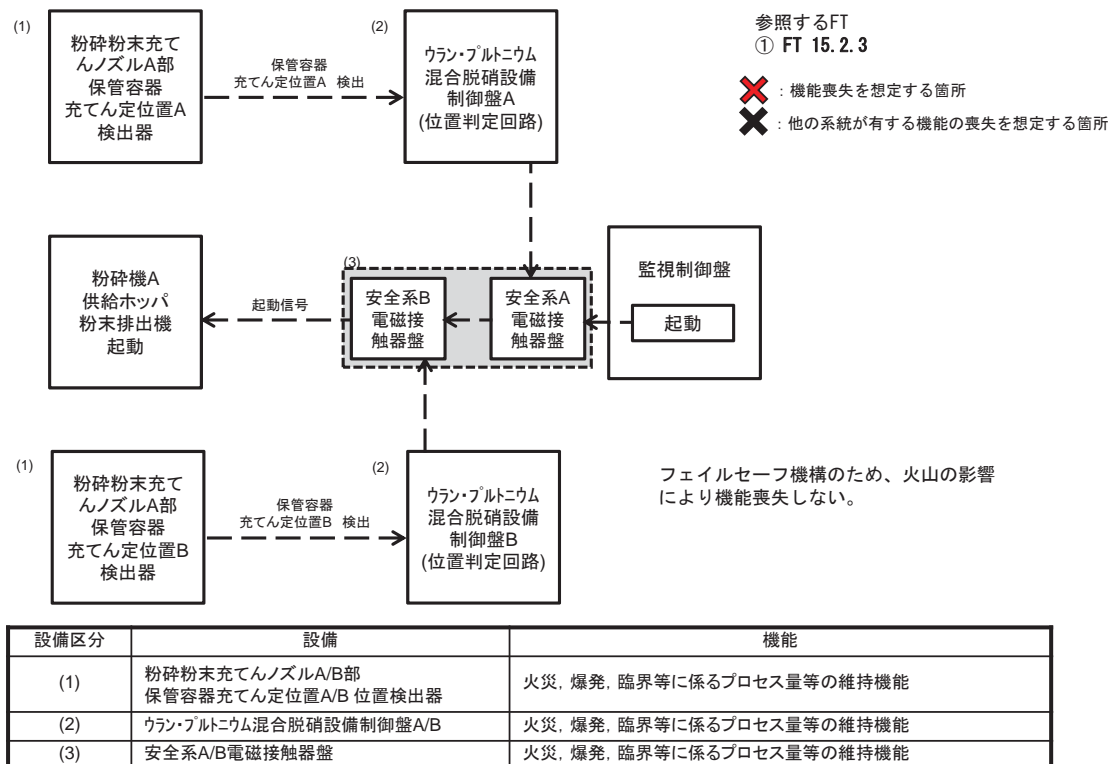 (1)
粉砕粉末充て
んノズルA部
保管容器
充てん定位置A
検出器
保管容器
充てん定位置A 検出
(2)
ウラン・プルトニウム
混合脱硝設備
制御盤A
(位置判定回路)
参照するFT
① FT 15.2.3
：機能喪失を想定する箇所
：他の系統が有する機能の喪失を想定する箇所
粉砕機A
供給ホッパ
粉末排出機
起動
起動信号
(3)
安全系B
電磁接
触器盤
安全系A
電磁接
触器盤
監視制御盤
起動
(1)
粉砕粉末充て
んノズルA部
保管容器
充てん定位置B
検出器
保管容器
充てん定位置B 検出
(2)
ウラン・プルトニウム
混合脱硝設備
制御盤B
(位置判定回路)
フェイルセーフ機構のため、火山の影響
により機能喪失しない。
設備区分 設備 機能
(1) 粉砕粉末充てんノズルA/B部
保管容器充てん定位置A/B 位置検出器 火災，爆発，臨界等に係るプロセス量等の維持機能
(2) ウラン・プルトニウム混合脱硝設備制御盤A/B 火災，爆発，臨界等に係るプロセス量等の維持機能
(3) 安全系A/B電磁接触器盤 火災，爆発，臨界等に係るプロセス量等の維持機能